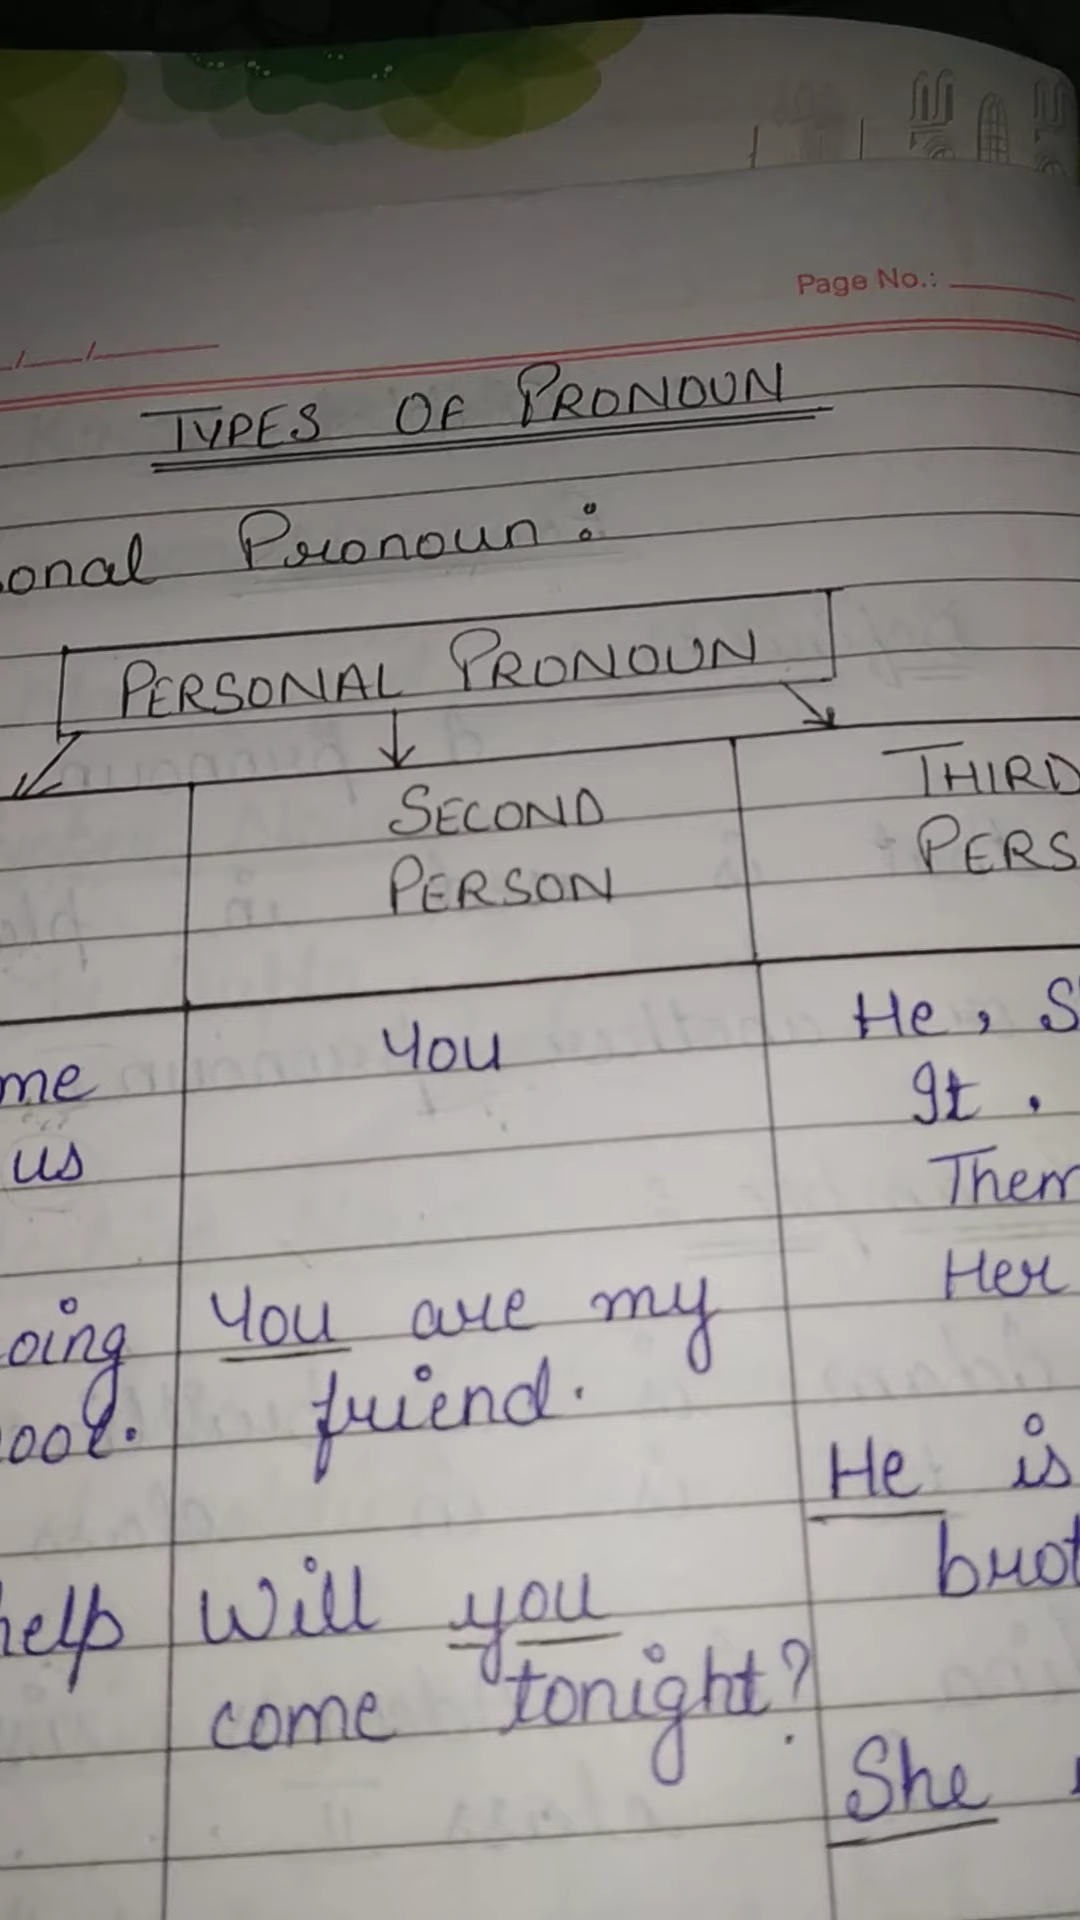 Page No.:
TYPES OF PRONOUN
onal Pronoun :
PERSONAL PRONOUN
SECOND
PERSON
THIRD
PERS
me
us
You
He, S
It.
Them
Her
oing
ool.
You are my
friend.
He is
brot
help
Will you
come tonight?
She